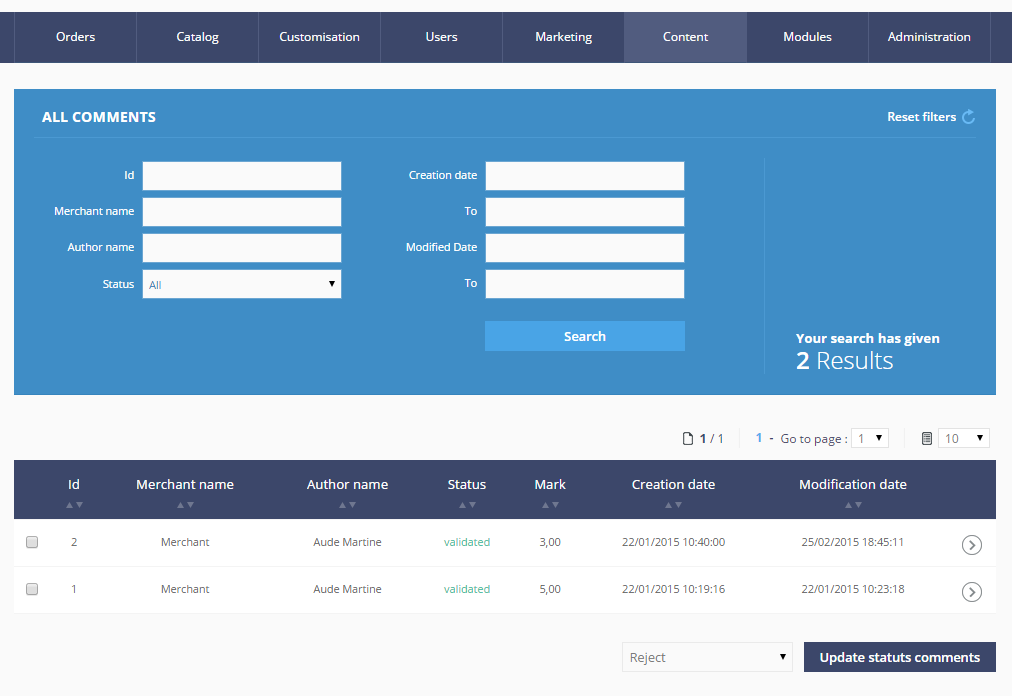 Orders Catalog Customisation Users Marketing Content Modules Administration
ALL COMMENTS Reset filters
Id Creation date
Merchant name To
Author name Modified Date
Status All To
Search
Your search has given
2 Results
1 / 1 1 - Go to page : 1 10
Id Merchant name Author name Status Mark Creation date Modification date
2 Merchant Aude Martine validated 3,00 22/01/2015 10:40:00 25/02/2015 18:45:11
1 Merchant Aude Martine validated 5,00 22/01/2015 10:19:16 22/01/2015 10:23:18
Reject Update statuts comments